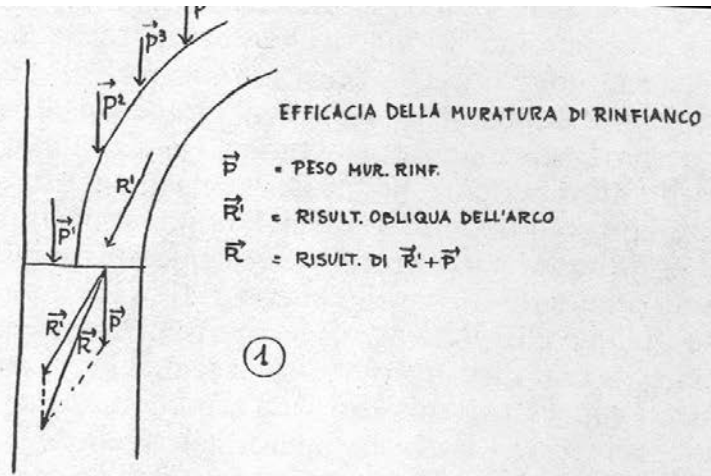 P
P³
P²
EFFICACIA DELLA MURATURA DI RINFIANCO
P = PESO MUR. RINF.
R'
R' = RISULT. OBLIQUA DELL'ARCO
P'
R = RISULT. DI R'+P
R'
R
P
1